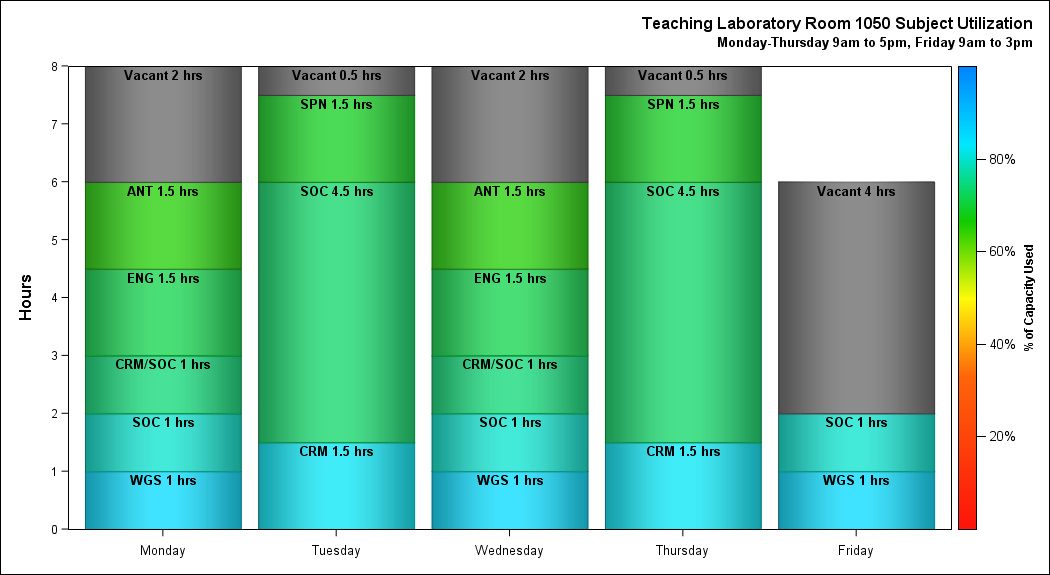 Teaching Laboratory Room 1050 Subject Utilization
Monday-Thursday 9am to 5pm, Friday 9am to 3pm
Hours
8
7
6
5
4
3
2
1
0
Vacant 2 hrs
ANT 1.5 hrs
ENG 1.5 hrs
CRM/SOC 1 hrs
SOC 1 hrs
WGS 1 hrs
Vacant 0.5 hrs
SPN 1.5 hrs
SOC 4.5 hrs
CRM 1.5 hrs
Vacant 2 hrs
ANT 1.5 hrs
ENG 1.5 hrs
CRM/SOC 1 hrs
SOC 1 hrs
WGS 1 hrs
Vacant 0.5 hrs
SPN 1.5 hrs
SOC 4.5 hrs
CRM 1.5 hrs
Vacant 4 hrs
SOC 1 hrs
WGS 1 hrs
Monday
Tuesday
Wednesday
Thursday
Friday
80%
60%
40%
20%
% of Capacity Used